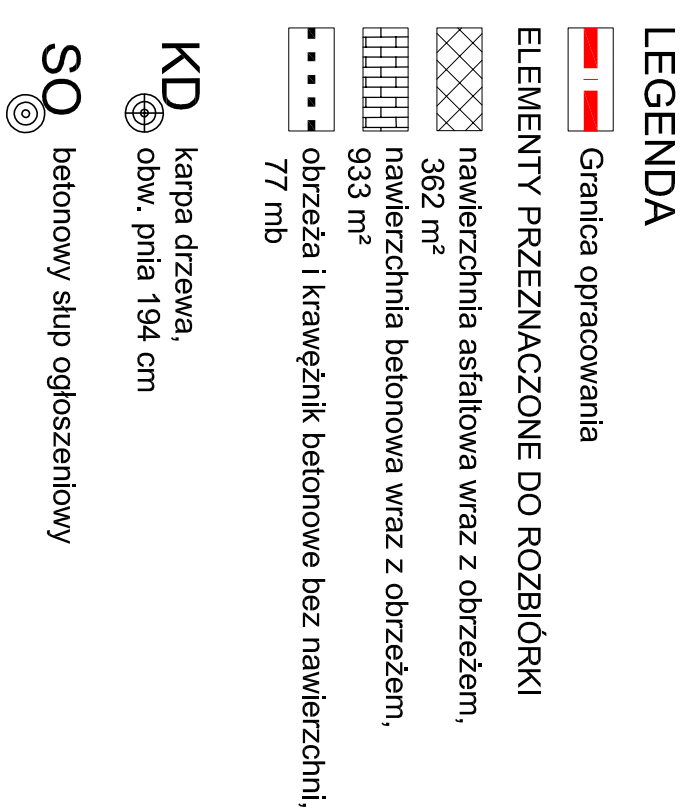 LEGENDA
Granica opracowania
ELEMENTY PRZEZNACZONE DO ROZBIÓRKI
nawierzchnia asfaltowa wraz z obrzeżem,
362 m²
nawierzchnia betonowa wraz z obrzeżem,
933 m²
obrzeża i krawężnik betonowe bez nawierzchni,
77 mb
KD
karpa drzewa,
obw. pnia 194 cm
SO
betonowy słup ogłoszeniowy